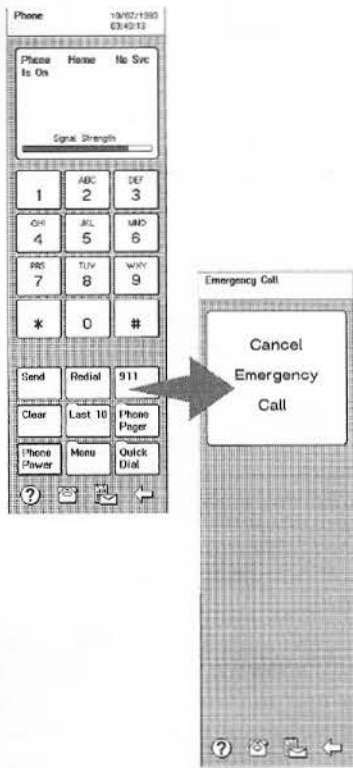 Phone 10/02/1993
03:40:13
Phone Home No Svc
Is On
Signal Strength
1 ABC 2 DEF 3
GHI 4 JKL 5 MNO 6
PRS 7 TUV 8 WXY 9
* 0 #
Send Redial 911
Clear Last 10 Phone
Pager
Phone
Power Menu Quick
Dial
?
Emergency Call
Cancel
Emergency
Call
?